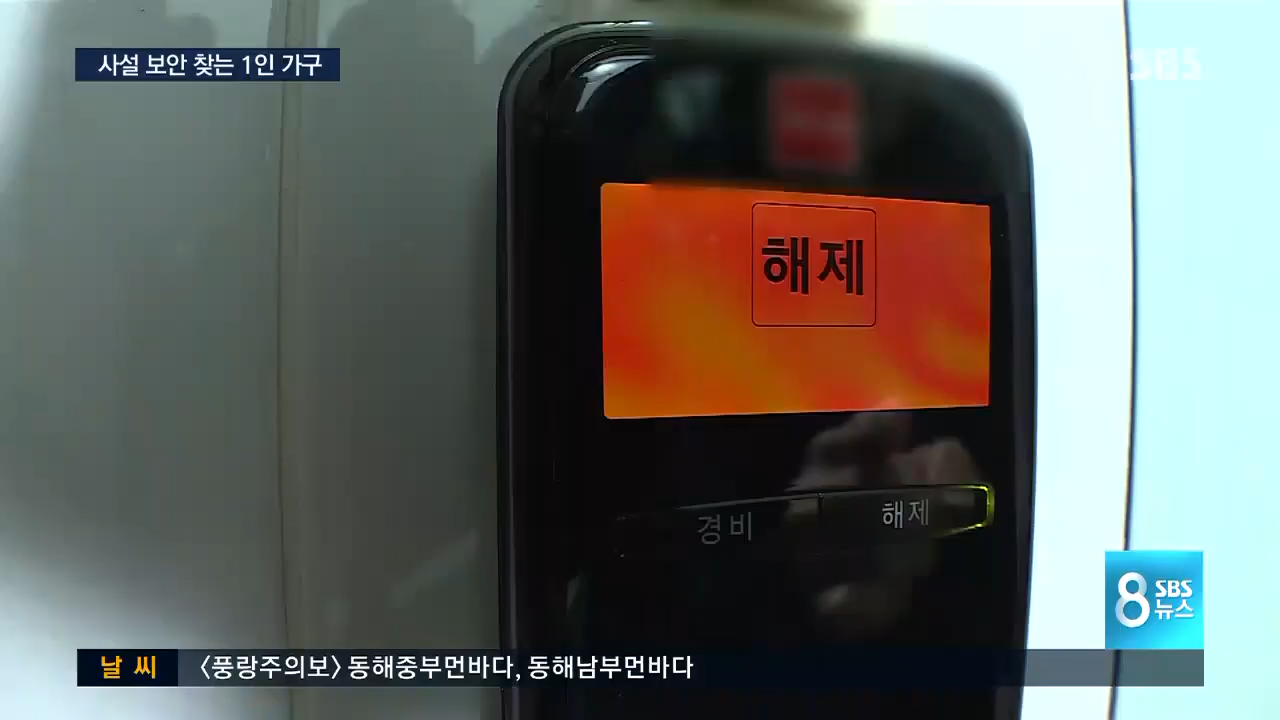 사설 보안 찾는 1인 가구
SBS
해제
경비
해제
8 SBS 뉴스
날씨
〈풍랑주의보〉 동해중부먼바다, 동해남부먼바다